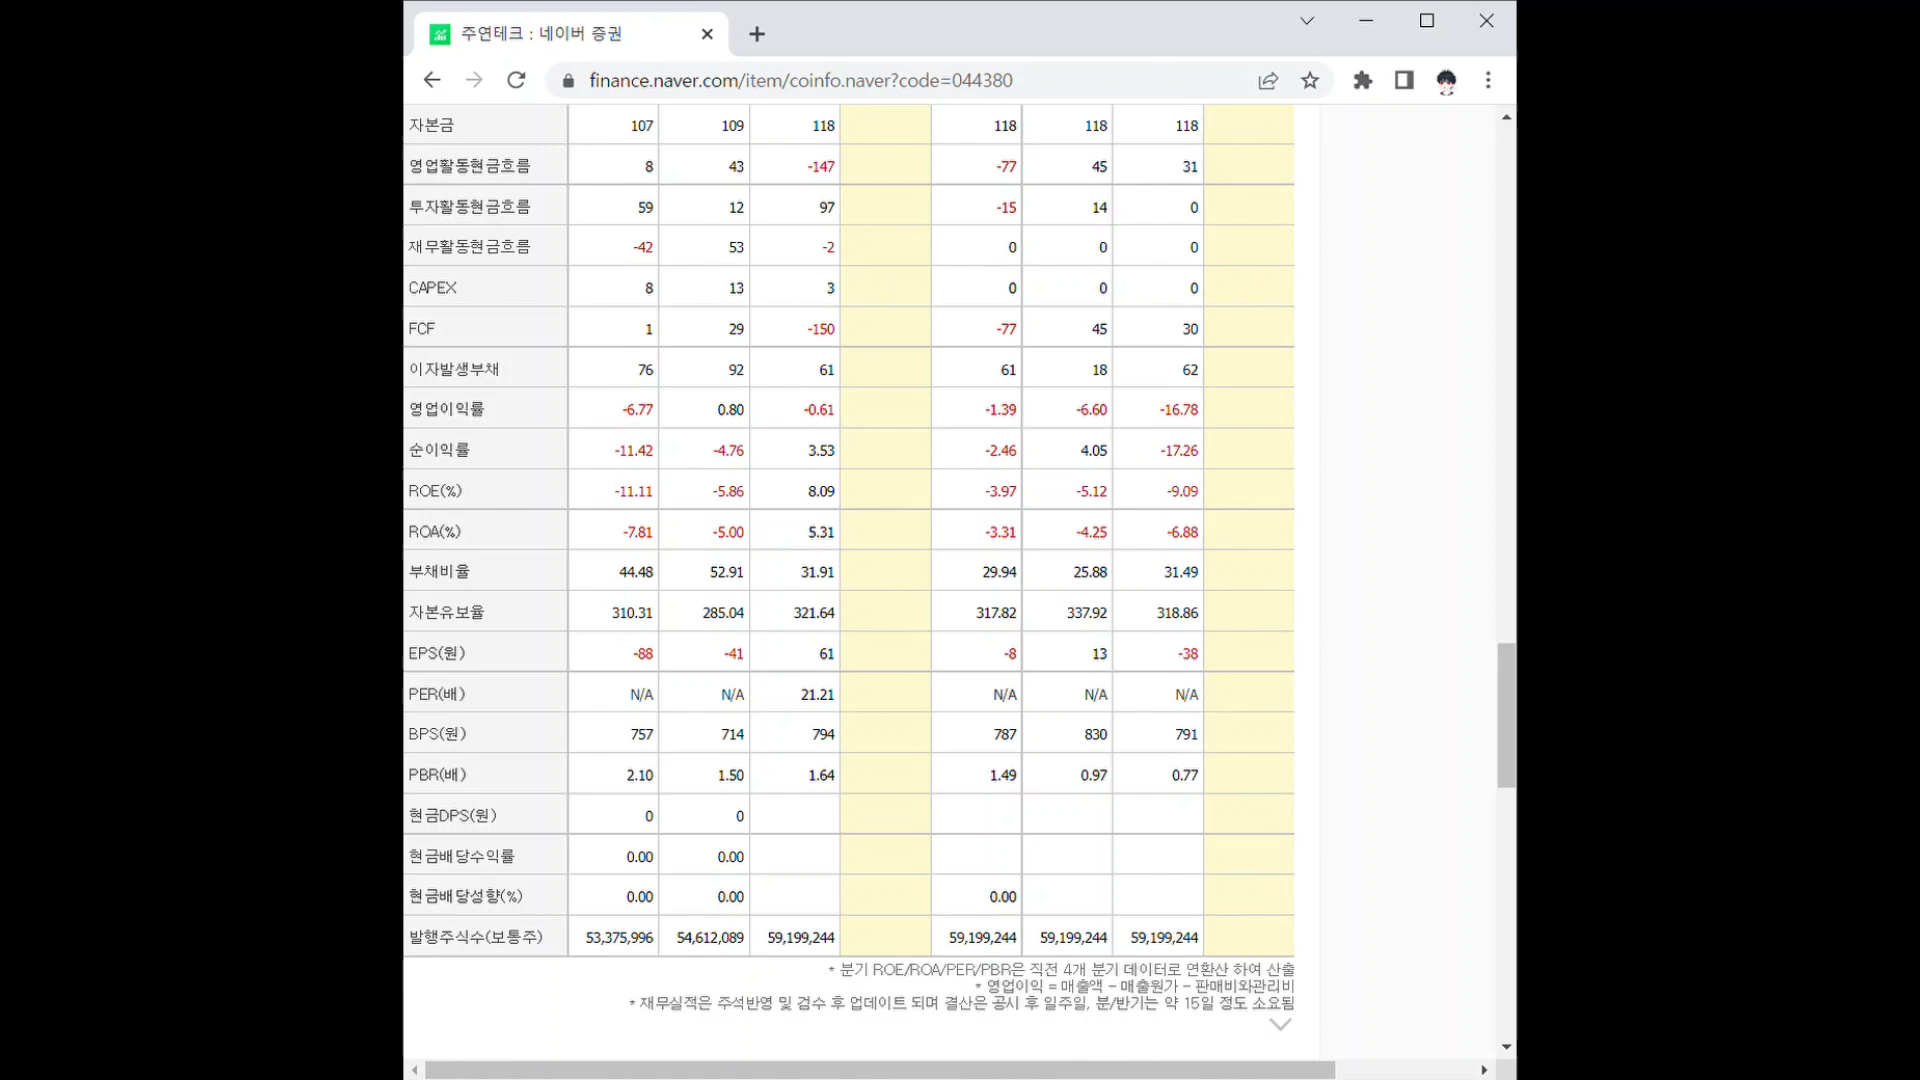 주연테크 : 네이버 증권
finance.naver.com/item/coinfo.naver?code=044380
자본금 107 109 118 118 118 118
영업활동현금흐름 8 43 -147 -77 45 31
투자활동현금흐름 59 12 97 -15 14 0
재무활동현금흐름 -42 53 -2 0 0 0
CAPEX 8 13 3 0 0 0
FCF 1 29 -150 -77 45 30
이자발생부채 76 92 61 61 18 62
영업이익률 -6.77 0.80 -0.61 -1.39 -6.60 -16.78
순이익률 -11.42 -4.76 3.53 -2.46 4.05 -17.26
ROE(%) -11.11 -5.86 8.09 -3.97 -5.12 -9.09
ROA(%) -7.81 -5.00 5.31 -3.31 -4.25 -6.88
부채비율 44.48 52.91 31.91 29.94 25.88 31.49
자본유보율 310.31 285.04 321.64 317.82 337.92 318.86
EPS(원) -88 -41 61 -8 13 -38
PER(배) N/A N/A 21.21 N/A N/A N/A
BPS(원) 757 714 794 787 830 791
PBR(배) 2.10 1.50 1.64 1.49 0.97 0.77
현금DPS(원) 0 0
현금배당수익률 0.00 0.00
현금배당성향(%) 0.00 0.00 0.00
발행주식수(보통주) 53,375,996 54,612,089 59,199,244 59,199,244 59,199,244 59,199,244
* 분기 ROE/ROA/PER/PBR은 직전 4개 분기 데이터로 연환산 하여 산출
* 영업이익 = 매출액 - 매출원가 - 판매비와관리비
* 재무실적은 주석반영 및 검수 후 업데이트 되며 결산은 공시 후 일주일, 분/반기는 약 15일 정도 소요됨